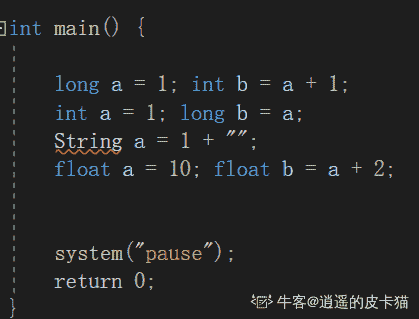 int main() {
long a = 1; int b = a + 1;
int a = 1; long b = a;
String a = 1 + "";
float a = 10; float b = a + 2;
system("pause");
return 0;
}
牛客@逍遥的皮卡猫